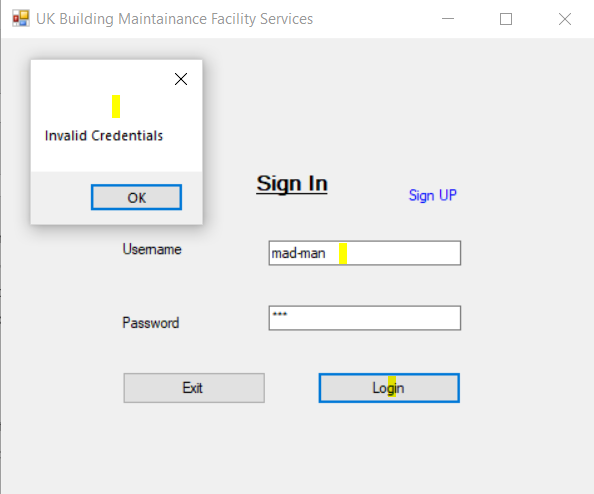 UK Building Maintainance Facility Services
Invalid Credentials
OK
Sign In
Sign UP
Username
mad-man
Password
***
Exit
Login